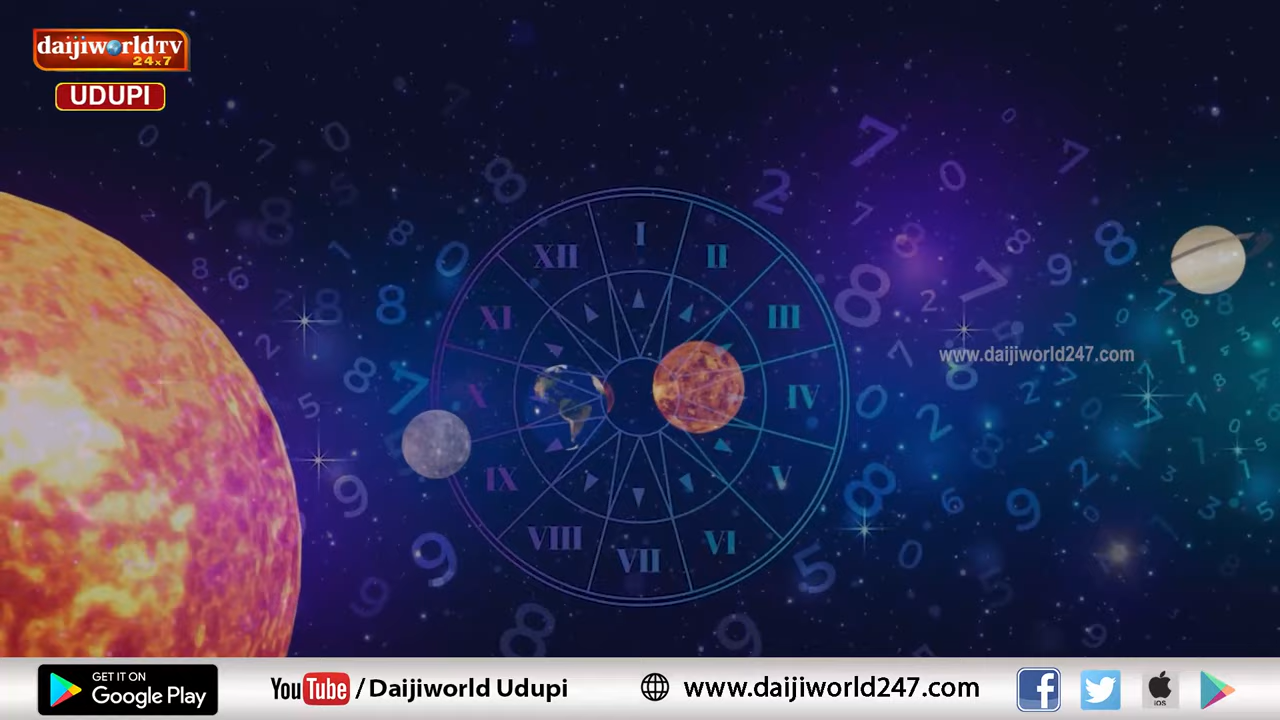 daijiworldTV
24x7
UDUPI
I
II
III
IV
V
VI
VII
VIII
IX
X
XI
XII
www.daijiworld247.com
GET IT ON
Google Play
YouTube / Daijiworld Udupi
www.daijiworld247.com
iOS